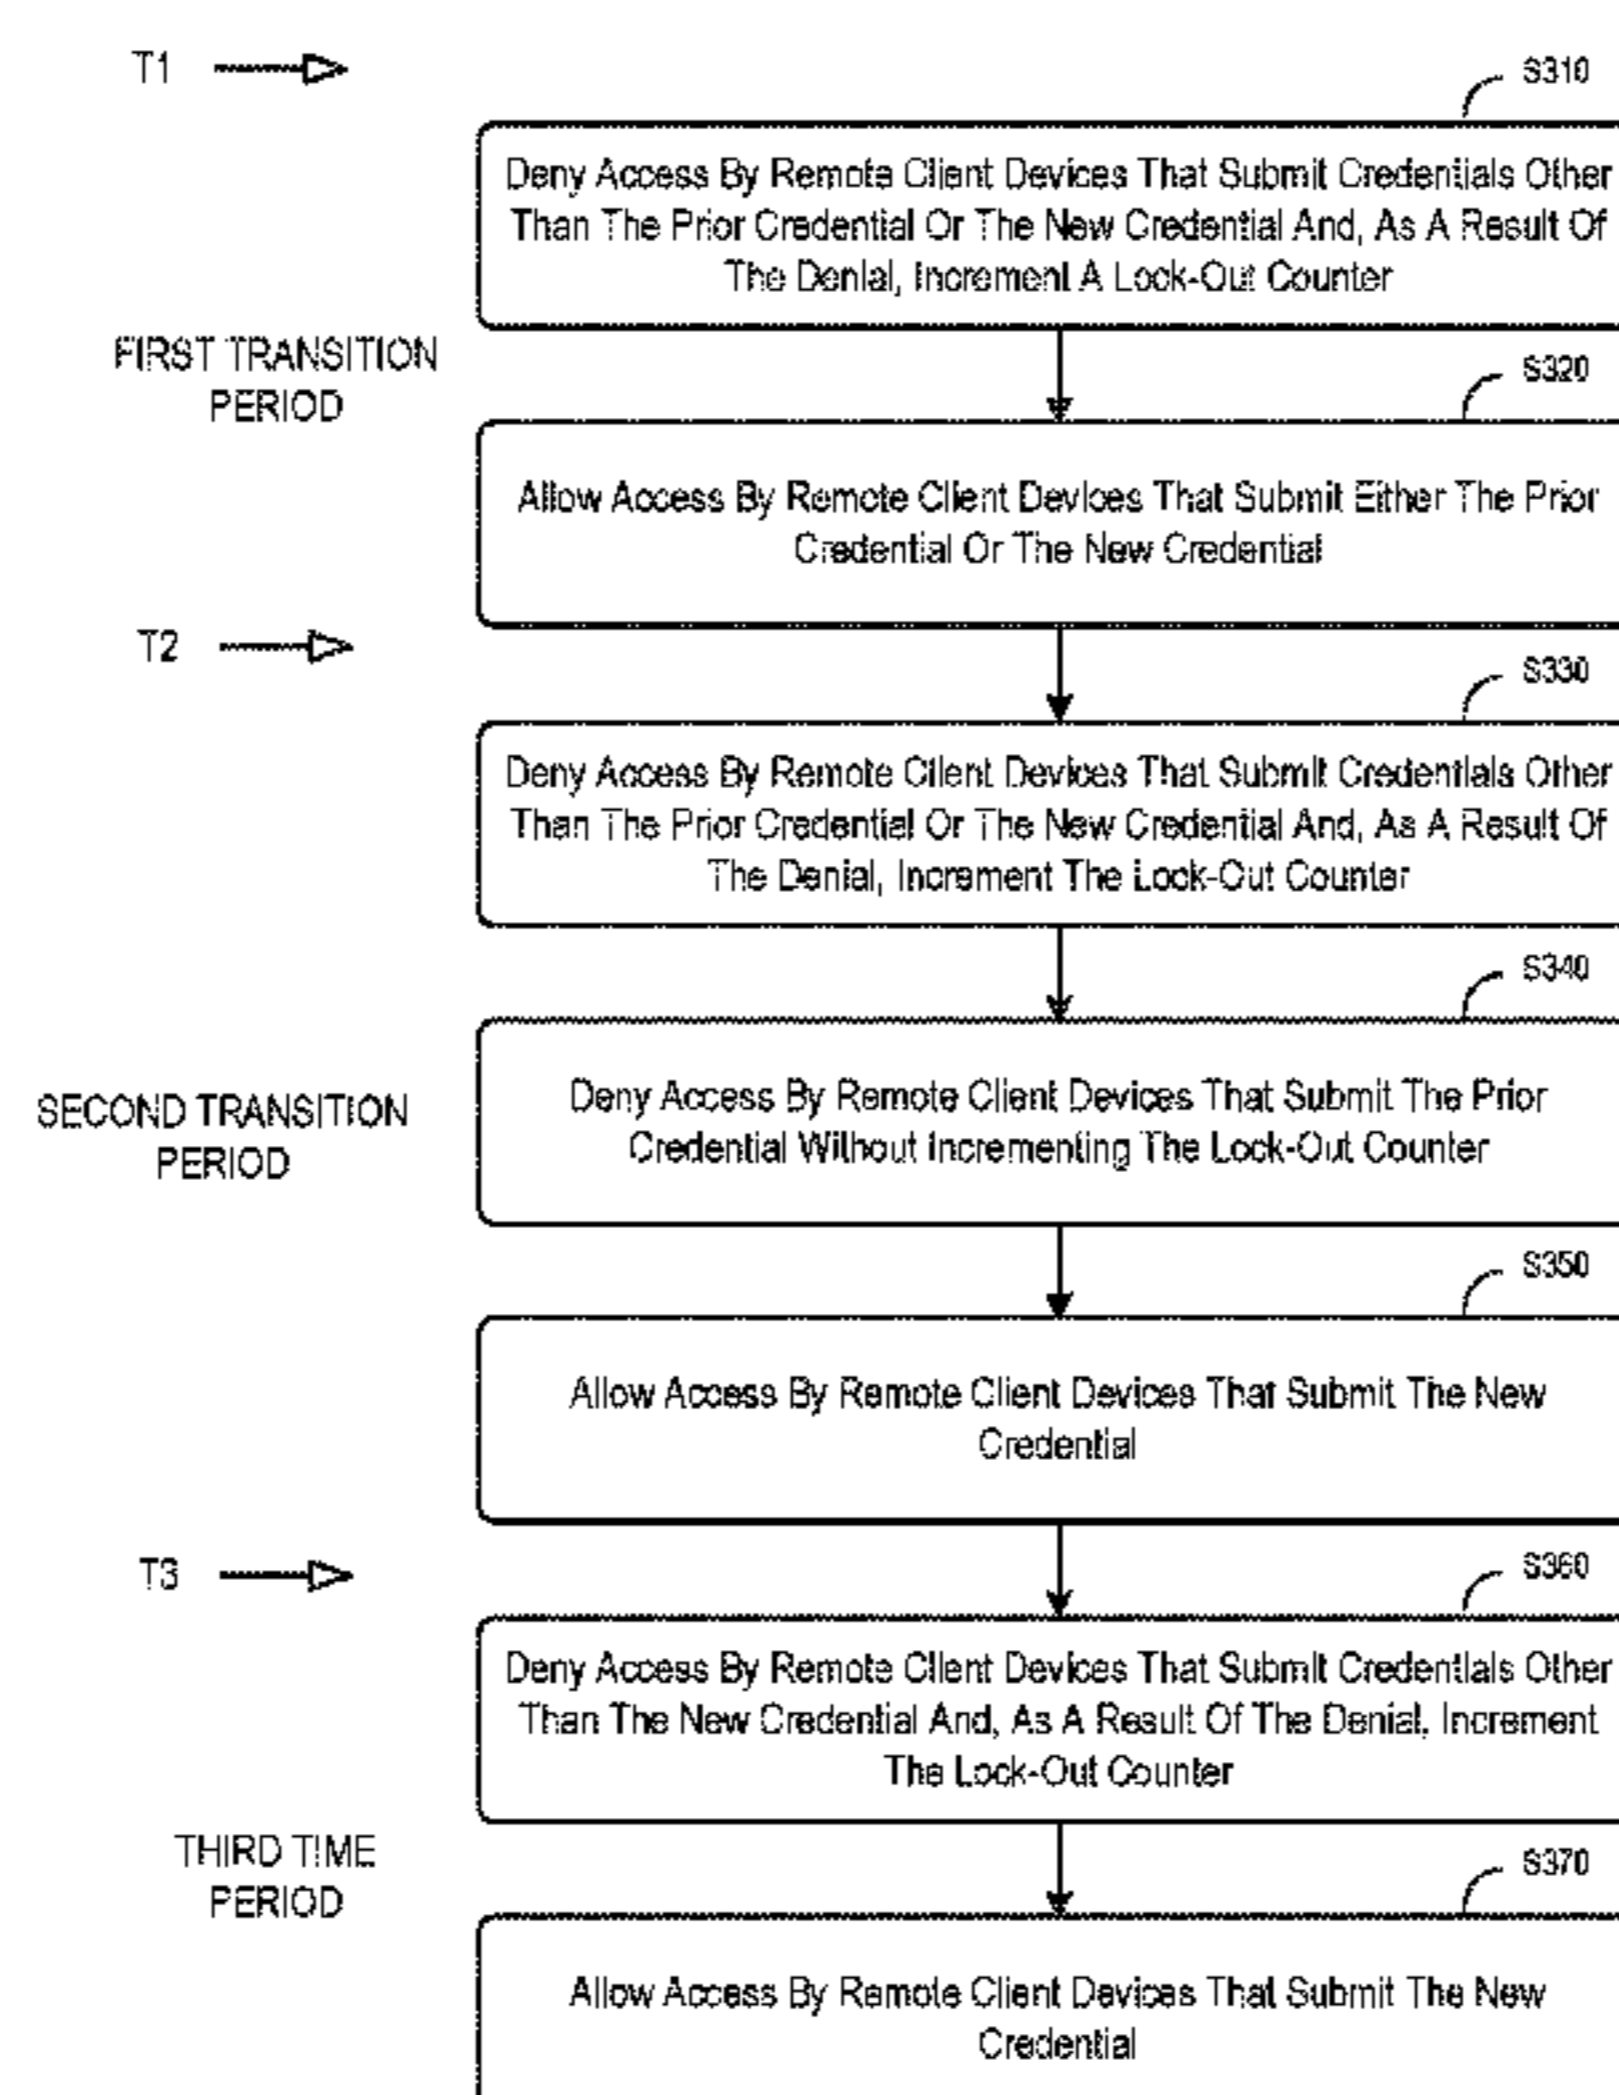 T1
S310
Deny Access By Remote Client Devices That Submit Credentials Other
Than The Prior Credential Or The New Credential And, As A Result Of
The Denial, Increment A Lock-Out Counter
FIRST TRANSITION
PERIOD
S320
Allow Access By Remote Client Devices That Submit Either The Prior
Credential Or The New Credential
T2
S330
Deny Access By Remote Client Devices That Submit Credentials Other
Than The Prior Credential Or The New Credential And, As A Result Of
The Denial, Increment The Lock-Out Counter
S340
SECOND TRANSITION
PERIOD
Deny Access By Remote Client Devices That Submit The Prior
Credential Without Incrementing The Lock-Out Counter
S350
Allow Access By Remote Client Devices That Submit The New
Credential
T3
S360
Deny Access By Remote Client Devices That Submit Credentials Other
Than The New Credential And, As A Result Of The Denial, Increment
The Lock-Out Counter
THIRD TIME
PERIOD
S370
Allow Access By Remote Client Devices That Submit The New
Credential